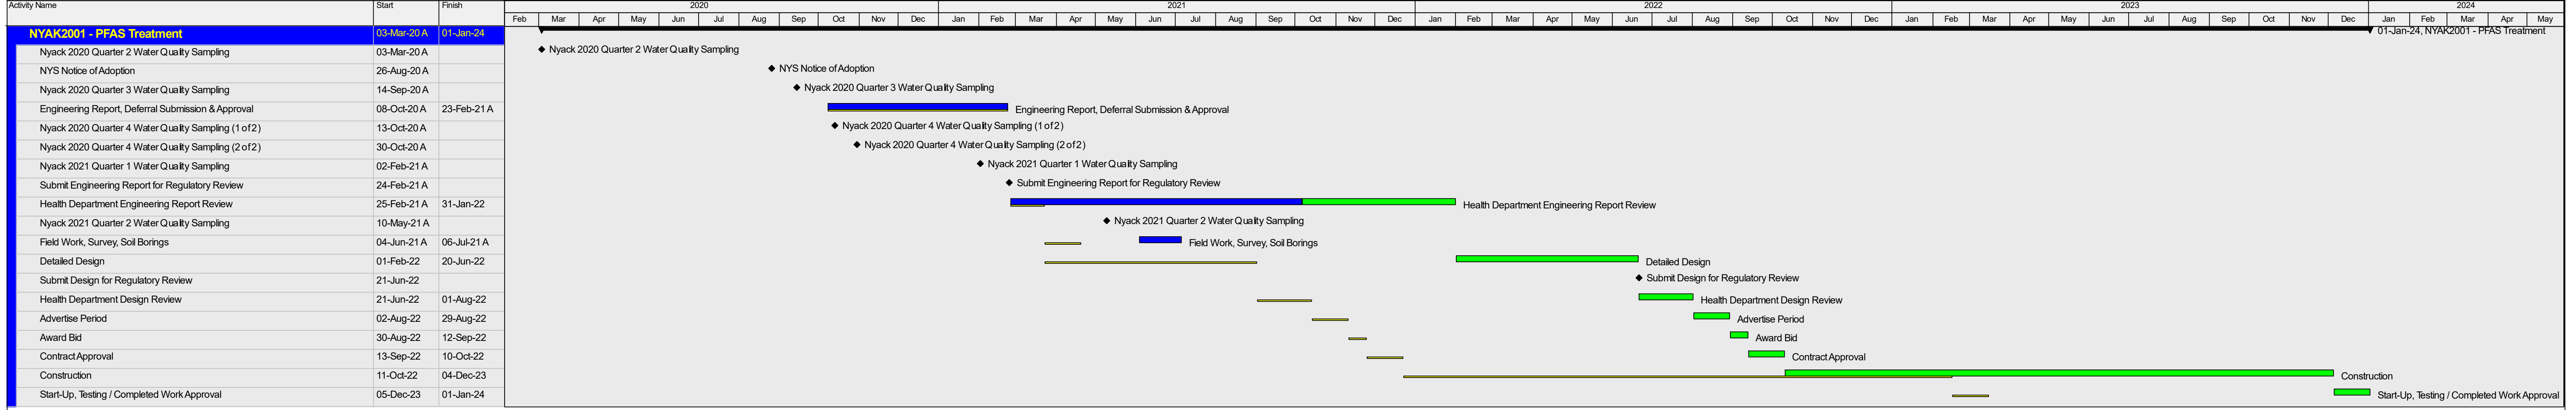 Activity Name Start Finish 2020 2021 2022 2023 2024
Feb Mar Apr May Jun Jul Aug Sep Oct Nov Dec Jan Feb Mar Apr May Jun Jul Aug Sep Oct Nov Dec Jan Feb Mar Apr May Jun Jul Aug Sep Oct Nov Dec Jan Feb Mar Apr May Jun Jul Aug Sep Oct Nov Dec Jan Feb Mar Apr May
NYAK2001 - PFAS Treatment 03-Mar-20 A 01-Jan-24 01-Jan-24, NYAK2001 - PFAS Treatment
Nyack 2020 Quarter 2 Water Quality Sampling 03-Mar-20 A Nyack 2020 Quarter 2 Water Quality Sampling
NYS Notice of Adoption 26-Aug-20 A NYS Notice of Adoption
Nyack 2020 Quarter 3 Water Quality Sampling 14-Sep-20 A Nyack 2020 Quarter 3 Water Quality Sampling
Engineering Report, Deferral Submission & Approval 08-Oct-20 A 23-Feb-21 A Engineering Report, Deferral Submission & Approval
Nyack 2020 Quarter 4 Water Quality Sampling (1 of 2) 13-Oct-20 A Nyack 2020 Quarter 4 Water Quality Sampling (1 of 2)
Nyack 2020 Quarter 4 Water Quality Sampling (2 of 2) 30-Oct-20 A Nyack 2020 Quarter 4 Water Quality Sampling (2 of 2)
Nyack 2021 Quarter 1 Water Quality Sampling 02-Feb-21 A Nyack 2021 Quarter 1 Water Quality Sampling
Submit Engineering Report for Regulatory Review 24-Feb-21 A Submit Engineering Report for Regulatory Review
Health Department Engineering Report Review 25-Feb-21 A 31-Jan-22 Health Department Engineering Report Review
Nyack 2021 Quarter 2 Water Quality Sampling 10-May-21 A Nyack 2021 Quarter 2 Water Quality Sampling
Field Work, Survey, Soil Borings 04-Jun-21 A 06-Jul-21 A Field Work, Survey, Soil Borings
Detailed Design 01-Feb-22 20-Jun-22 Detailed Design
Submit Design for Regulatory Review 21-Jun-22 Submit Design for Regulatory Review
Health Department Design Review 21-Jun-22 01-Aug-22 Health Department Design Review
Advertise Period 02-Aug-22 29-Aug-22 Advertise Period
Award Bid 30-Aug-22 12-Sep-22 Award Bid
Contract Approval 13-Sep-22 10-Oct-22 Contract Approval
Construction 11-Oct-22 04-Dec-23 Construction
Start-Up, Testing / Completed Work Approval 05-Dec-23 01-Jan-24 Start-Up, Testing / Completed Work Approval